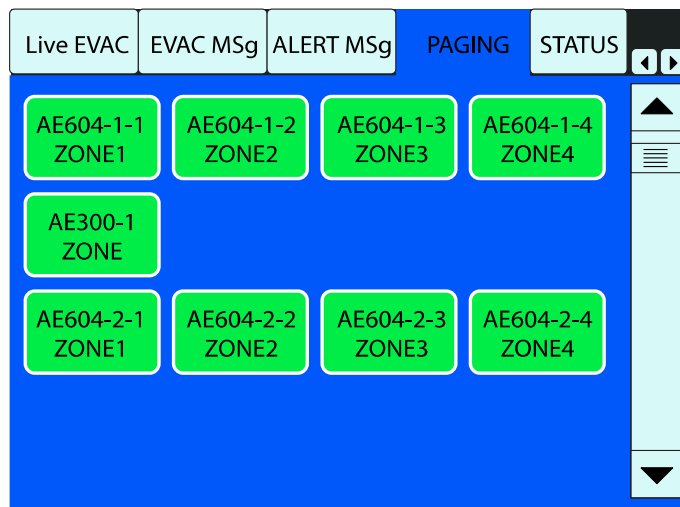 Live EVAC EVAC MSg ALERT MSg PAGING STATUS
AE604-1-1 AE604-1-2 AE604-1-3 AE604-1-4
ZONE1 ZONE2 ZONE3 ZONE4
AE300-1
ZONE
AE604-2-1 AE604-2-2 AE604-2-3 AE604-2-4
ZONE1 ZONE2 ZONE3 ZONE4